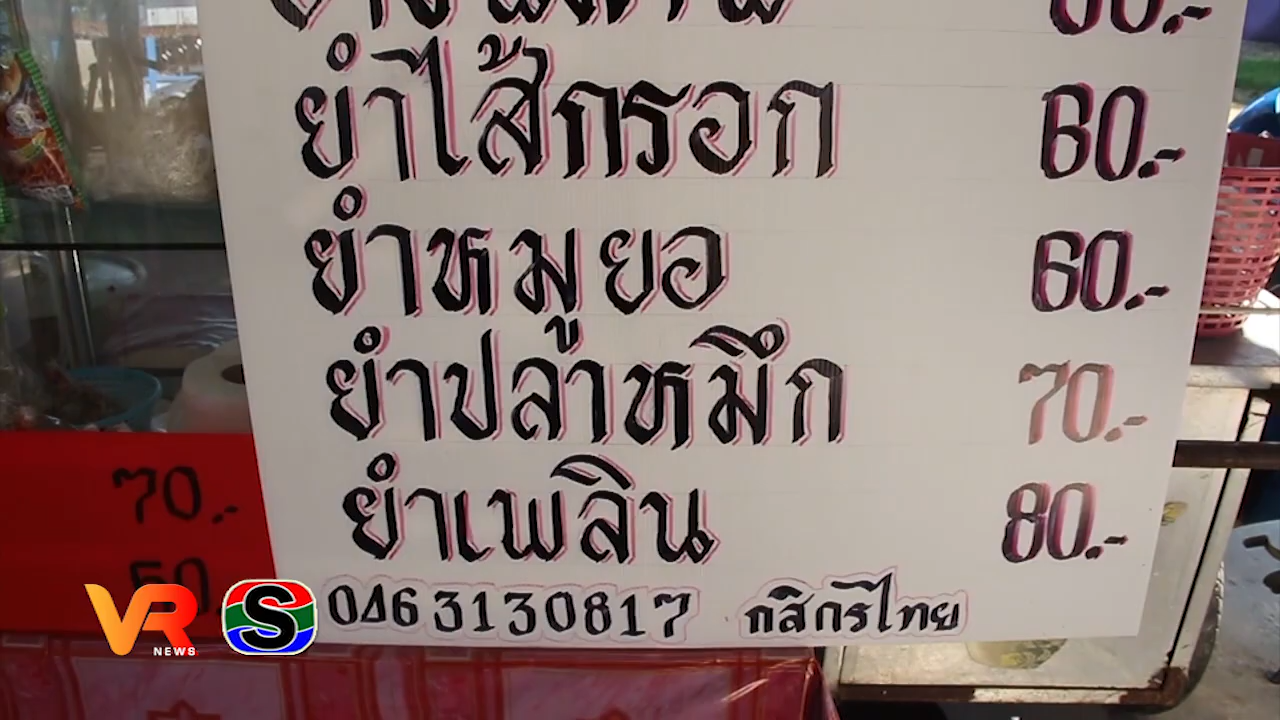 60.-
ยำไส้กรอก 60.-
ยำหมูยอ 60.-
ยำปลาหมึก 70.-
ยำเพลิน 80.-
0463130817 กสิกรไทย
70.-
50.
VR NEWS S